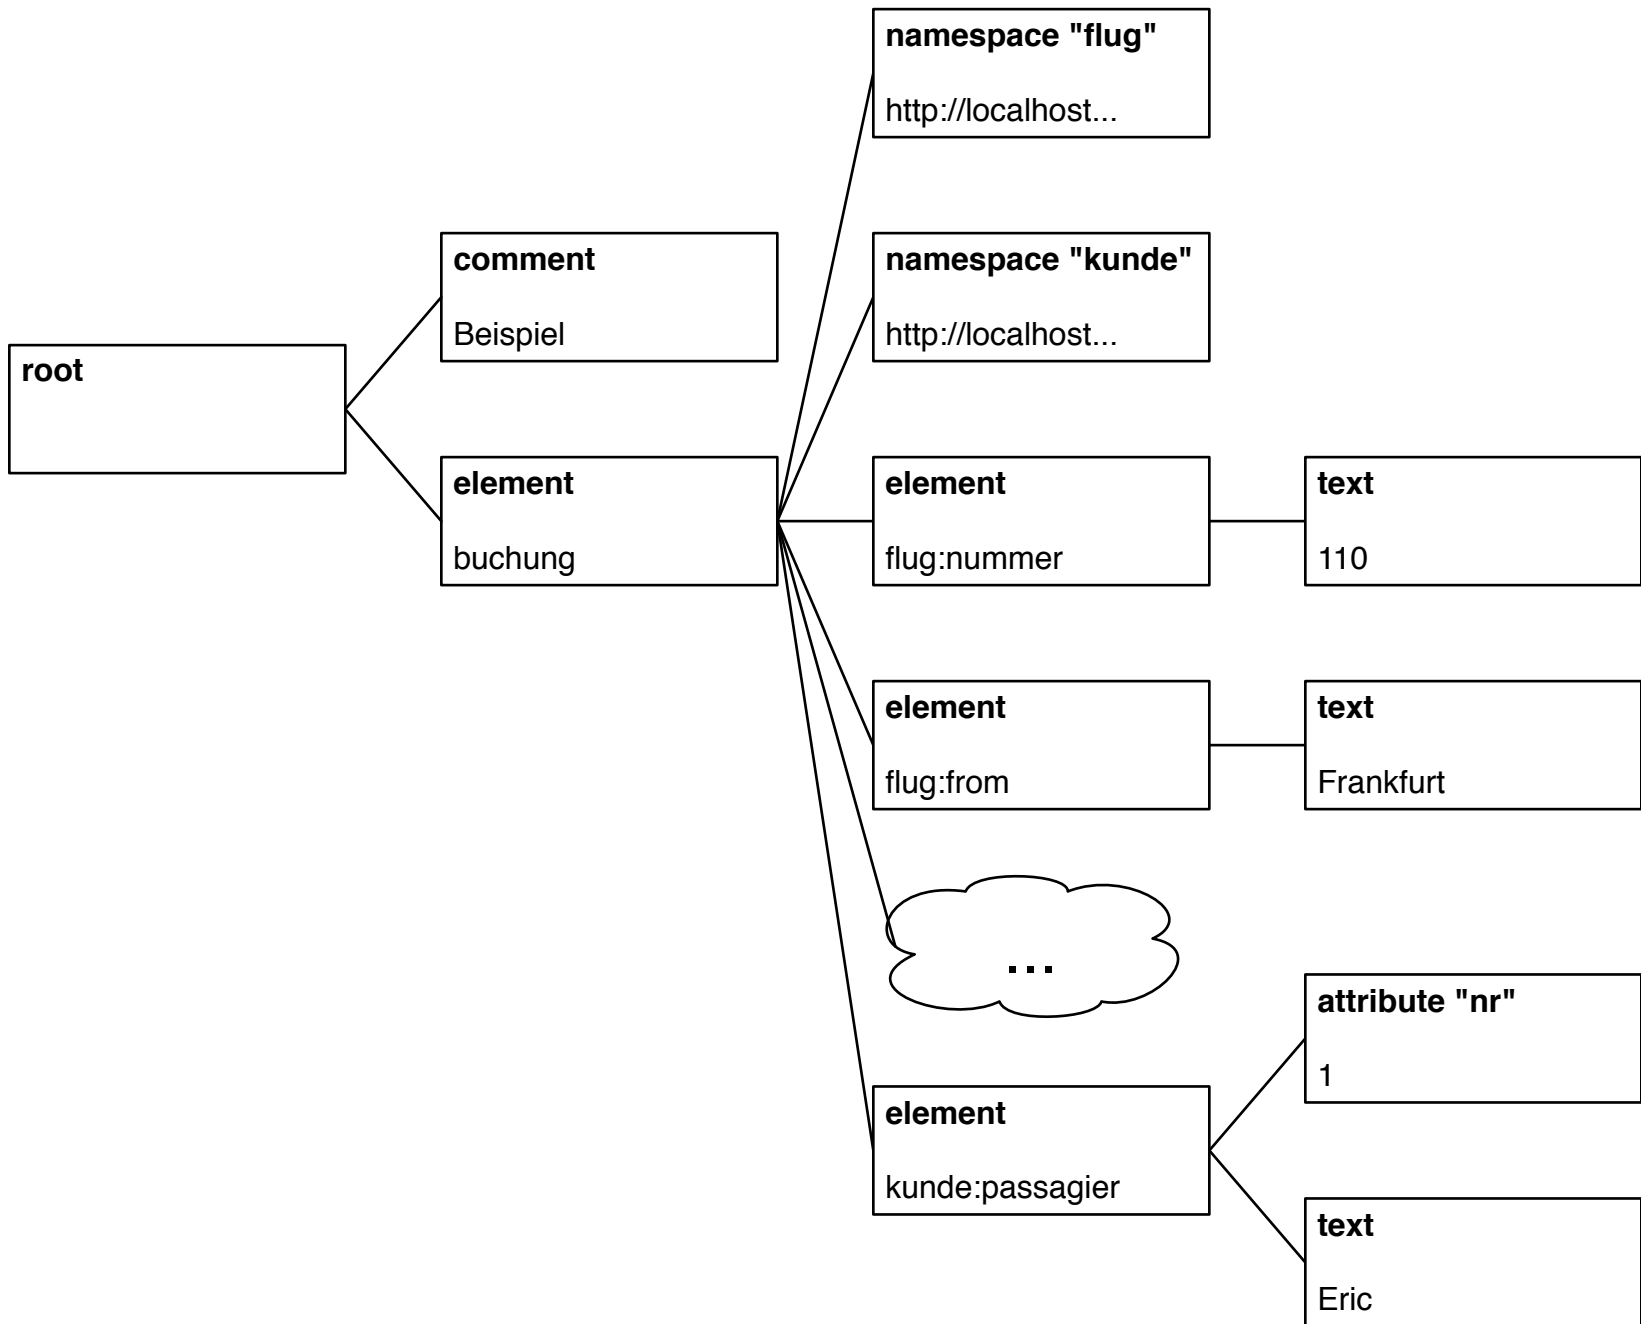 namespace "flug"
http://localhost...
comment
Beispiel
namespace "kunde"
http://localhost...
root
element
buchung
element
flug:nummer
text
110
element
flug:from
text
Frankfurt
...
attribute "nr"
1
element
kunde:passagier
text
Eric